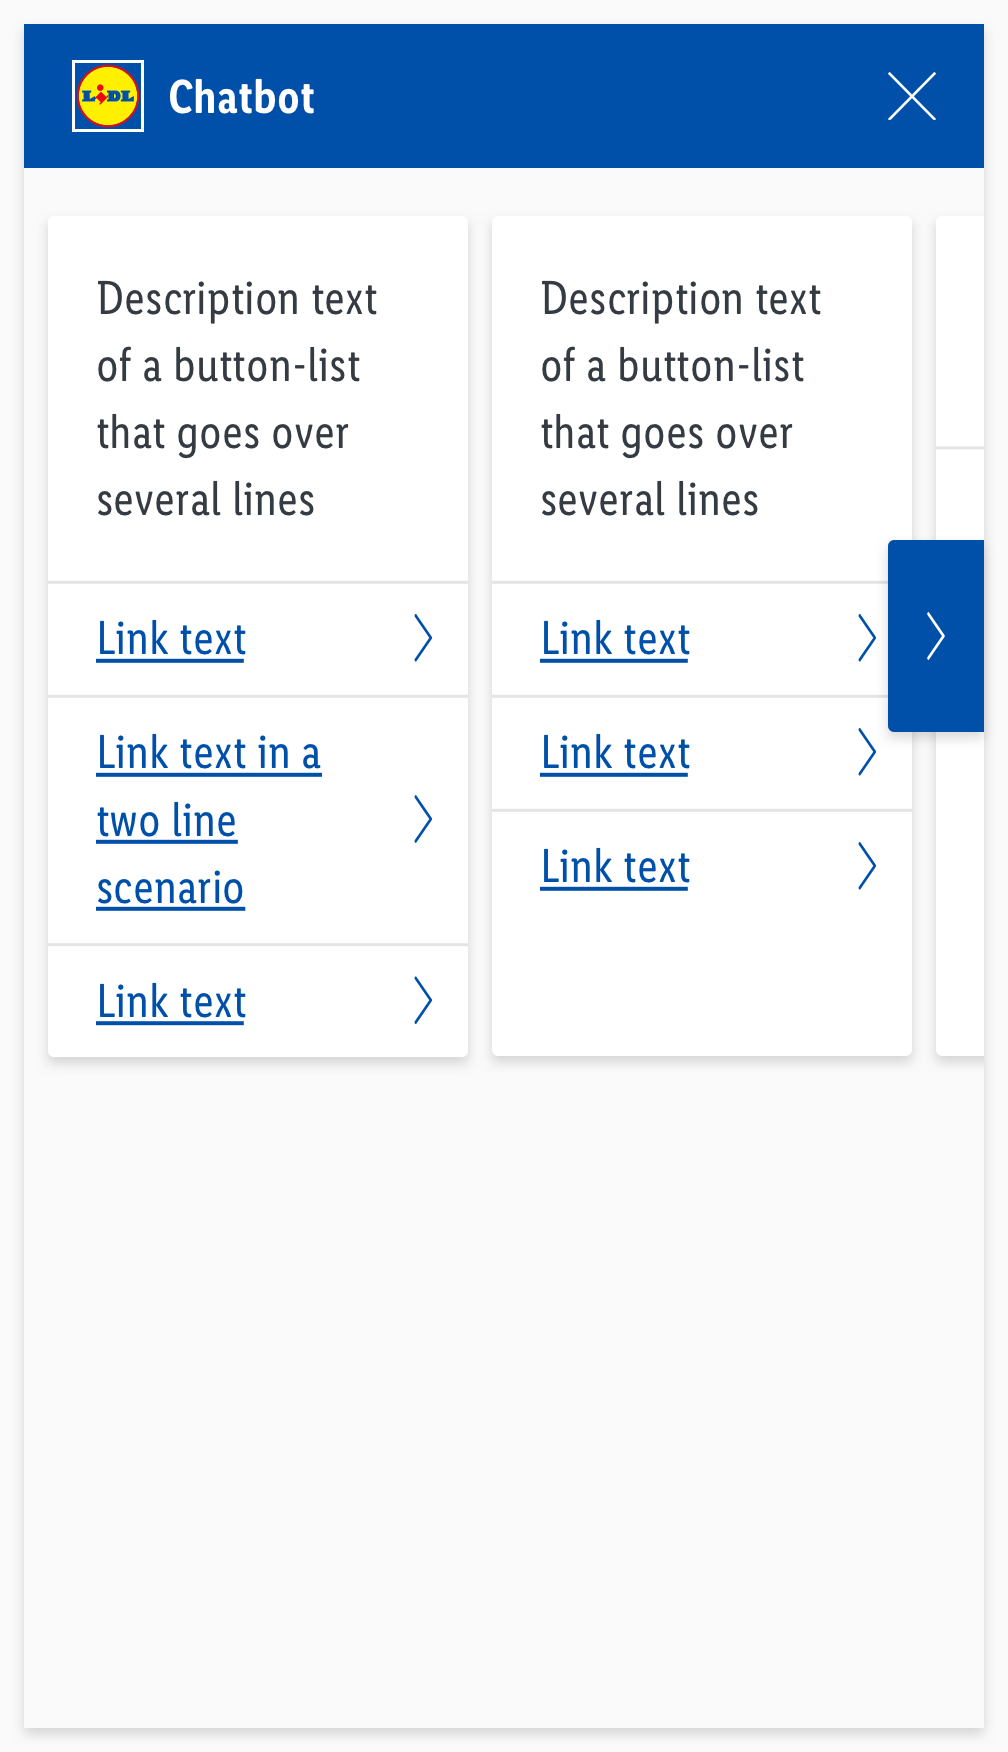 LIDL
Chatbot
Description text
of a button-list
that goes over
several lines
Link text
Link text in a
two line
scenario
Link text
Description text
of a button-list
that goes over
several lines
Link text
Link text
Link text